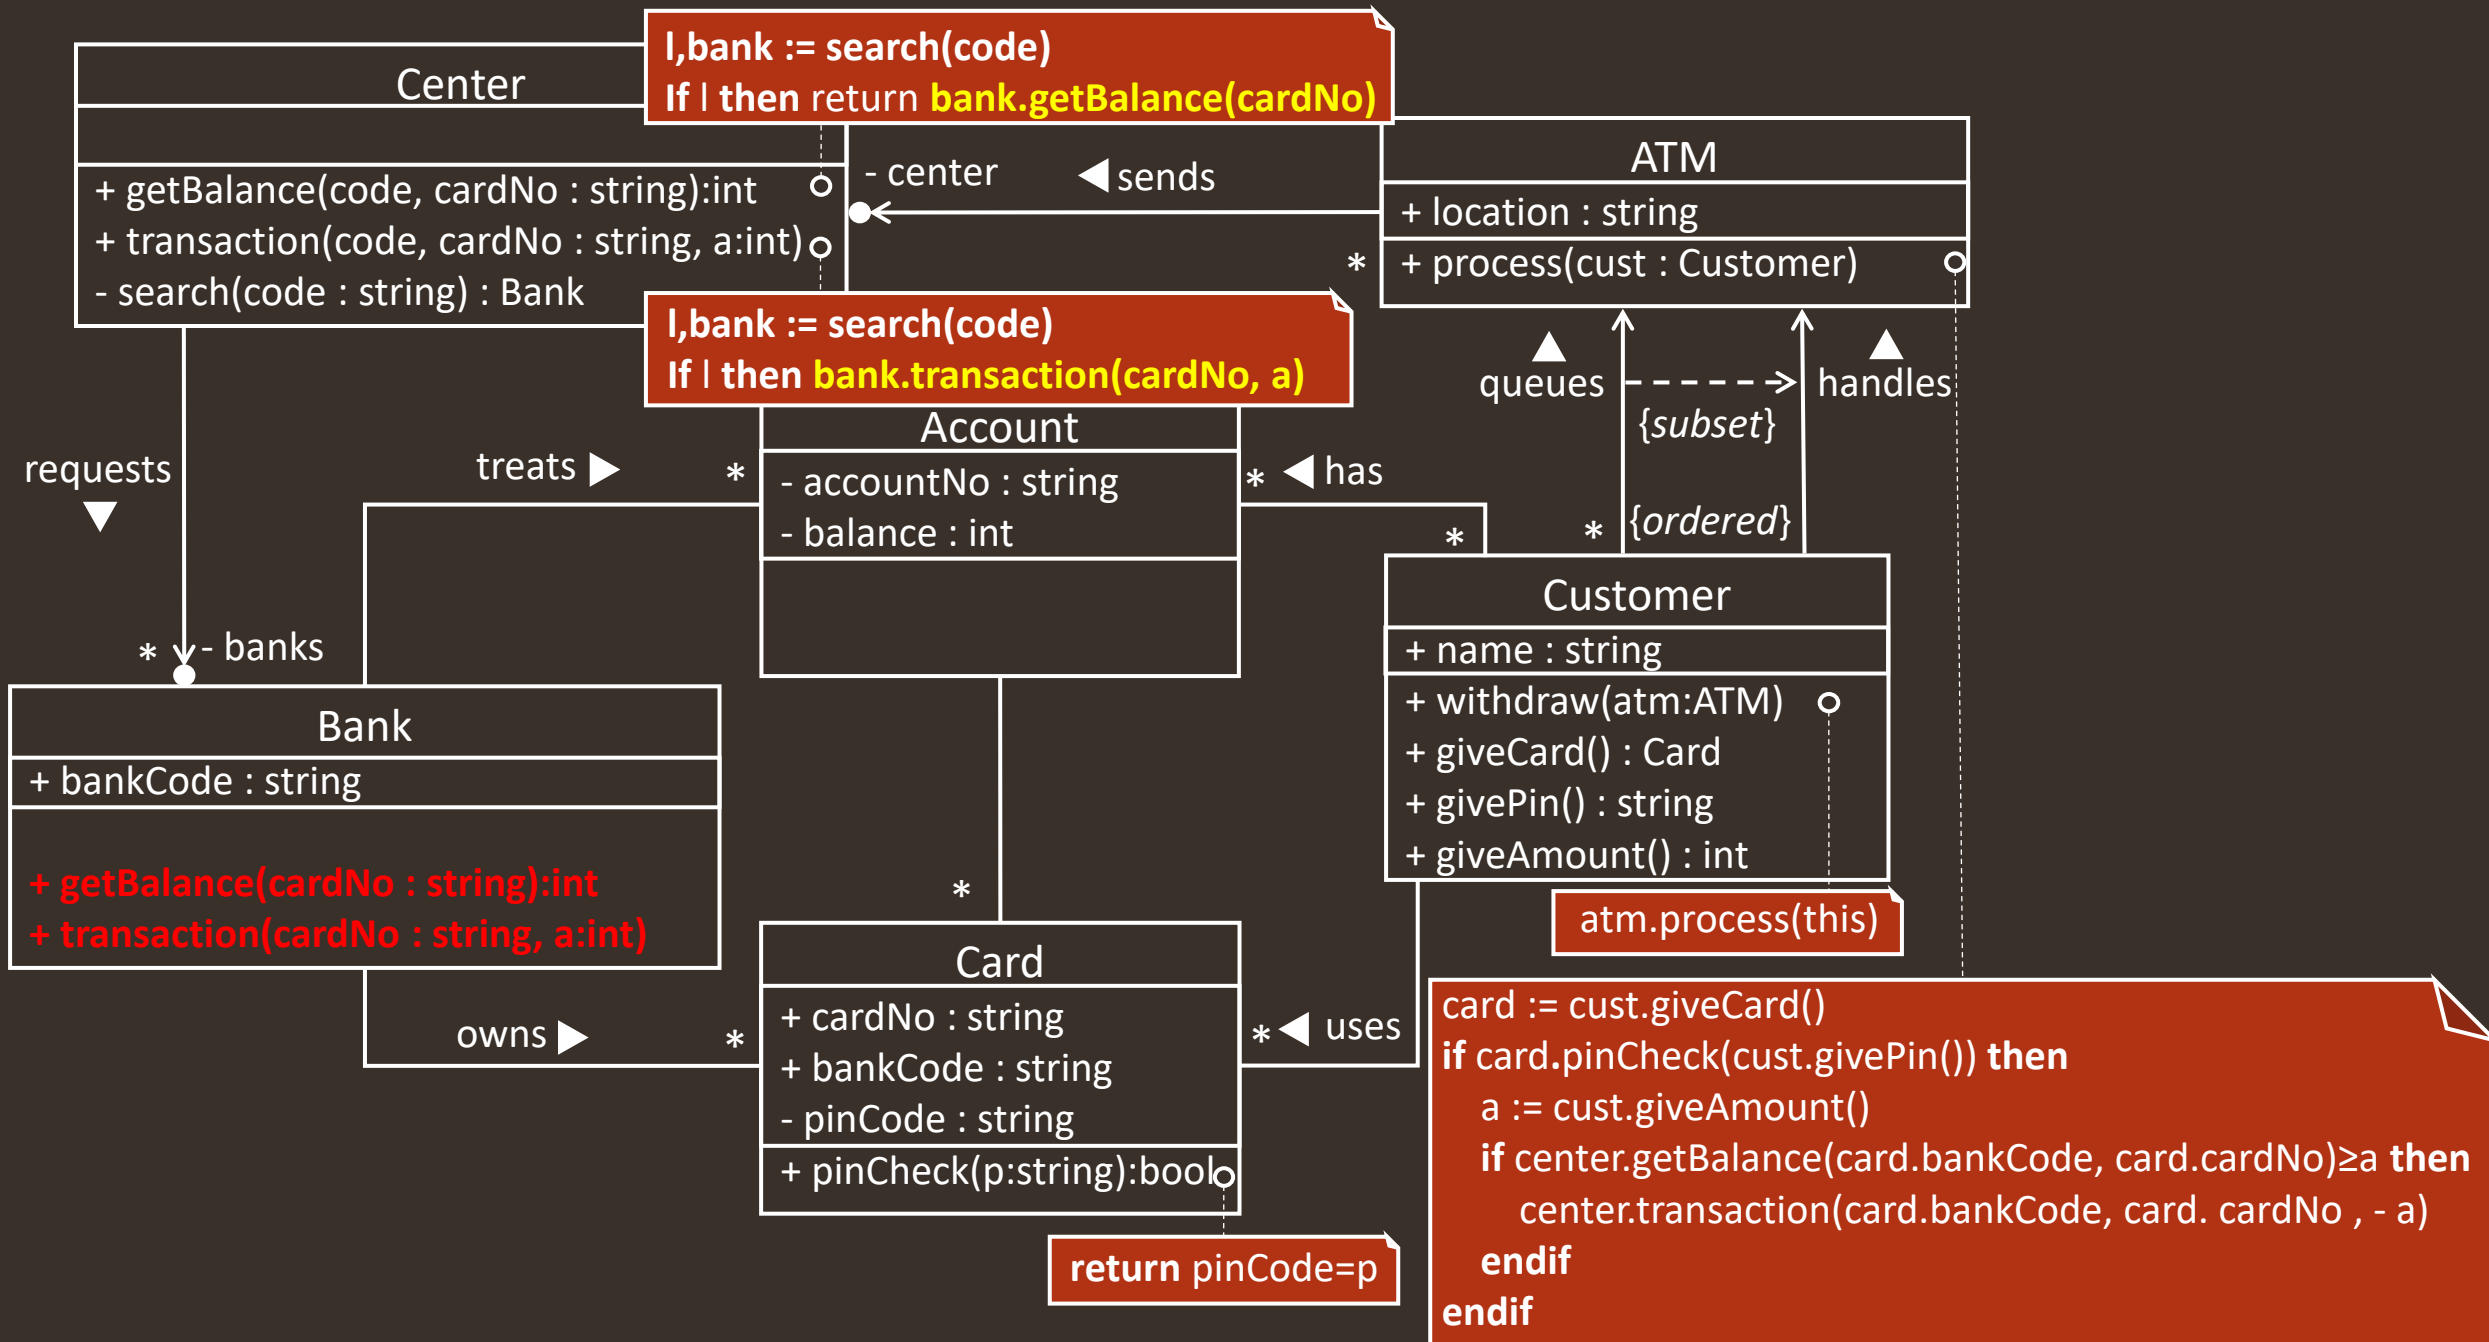 Center
+ getBalance(code, cardNo : string):int
+ transaction(code, cardNo : string, a:int)
- search(code : string) : Bank
l,bank := search(code)
If l then return bank.getBalance(cardNo)
l,bank := search(code)
If l then bank.transaction(cardNo, a)
- center
◀ sends
*
ATM
+ location : string
+ process(cust : Customer)
▲ ▲
queues
handles
{subset}
{ordered}
*
requests
▼
* - banks
treats ▶
*
Account
- accountNo : string
- balance : int
* ◀ has
*
Customer
+ name : string
+ withdraw(atm:ATM)
+ giveCard() : Card
+ givePin() : string
+ giveAmount() : int
atm.process(this)
Bank
+ bankCode : string
+ getBalance(cardNo : string):int
+ transaction(cardNo : string, a:int)
owns ▶
*
*
Card
+ cardNo : string
+ bankCode : string
- pinCode : string
+ pinCheck(p:string):bool
* ◀ uses
return pinCode=p
card := cust.giveCard()
if card.pinCheck(cust.givePin()) then
a := cust.giveAmount()
if center.getBalance(card.bankCode, card.cardNo)≥a then
center.transaction(card.bankCode, card. cardNo , - a)
endif
endif